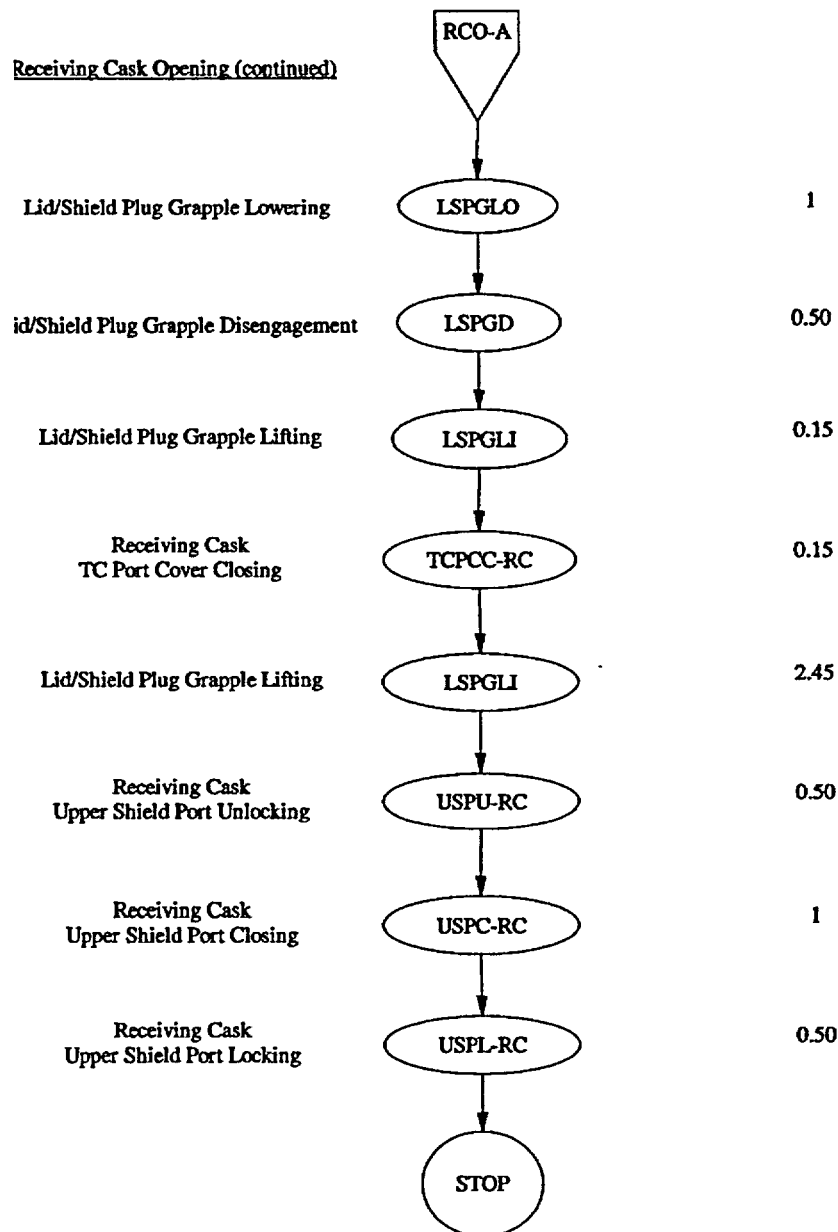 RCO-A
Receiving Cask Opening (continued)
Lid/Shield Plug Grapple Lowering LSPGLO 1
id/Shield Plug Grapple Disengagement LSPGD 0.50
Lid/Shield Plug Grapple Lifting LSPGLI 0.15
Receiving Cask
TC Port Cover Closing TCPCC-RC 0.15
Lid/Shield Plug Grapple Lifting LSPGLI 2.45
Receiving Cask
Upper Shield Port Unlocking USPU-RC 0.50
Receiving Cask
Upper Shield Port Closing USPC-RC 1
Receiving Cask
Upper Shield Port Locking USPL-RC 0.50
STOP